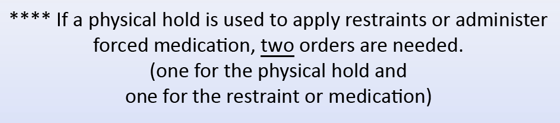 **** If a physical hold is used to apply restraints or administer
forced medication, two orders are needed.
(one for the physical hold and
one for the restraint or medication)